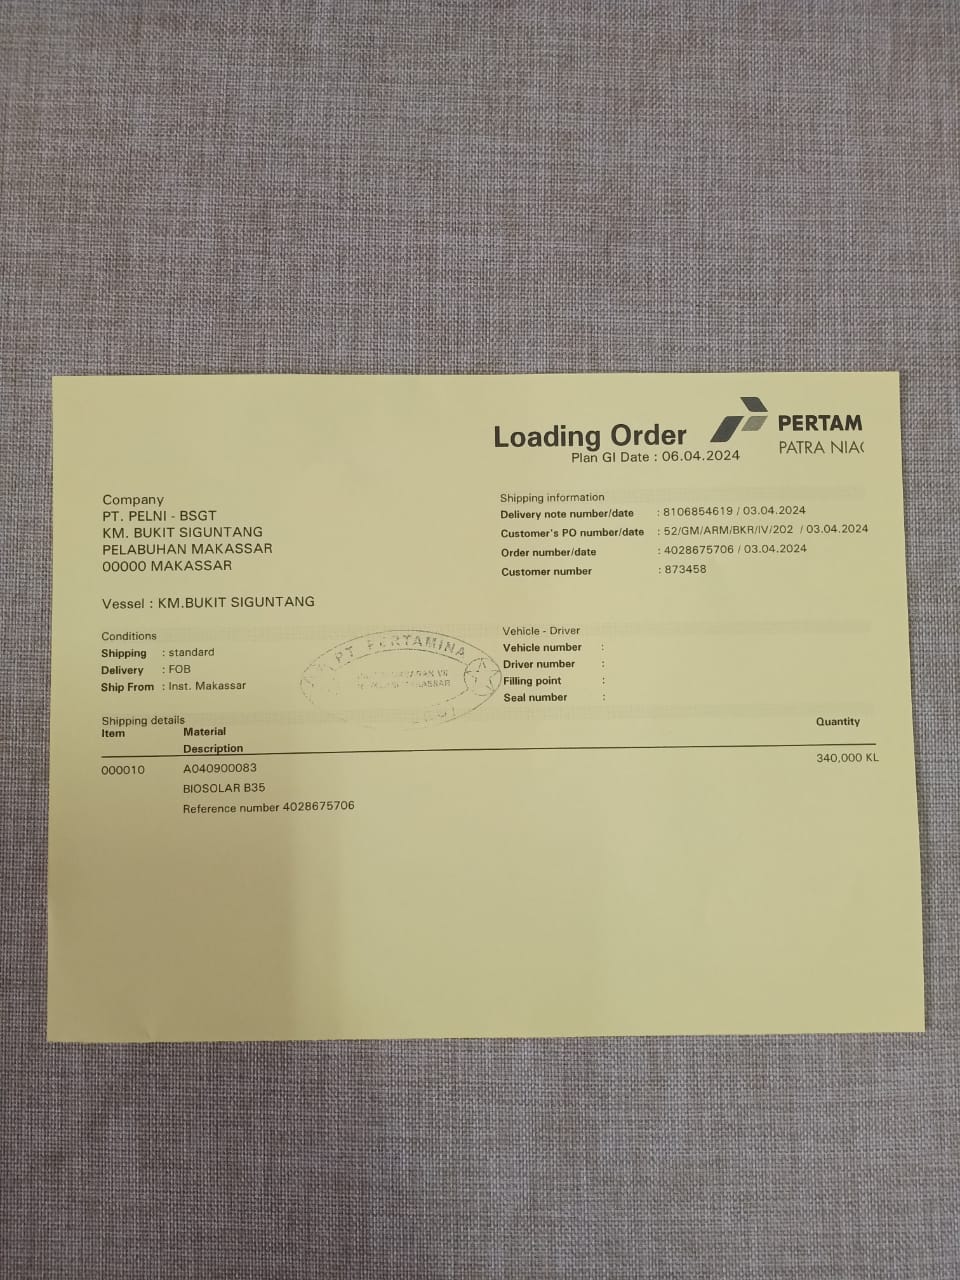 Loading Order
PERTAM
PATRA NIA
Plan GI Date : 06.04.2024
Company
PT. PELNI - BSGT
KM. BUKIT SIGUNTANG
PELABUHAN MAKASSAR
00000 MAKASSAR
Vessel : KM.BUKIT SIGUNTANG
Shipping information
Delivery note number/date : 8106854619 / 03.04.2024
Customer's PO number/date : 52/GM/ARM/BKR/IV/202 / 03.04.2024
Order number/date : 4028675706 / 03.04.2024
Customer number : 873458
Conditions
Shipping : standard
Delivery : FOB
Ship From : Inst. Makassar
PT PERTAMINA
Vehicle - Driver
Vehicle number :
Driver number :
Filling point :
Seal number :
Shipping details
Item Material Quantity
Description
000010 A040900083 340,000 KL
BIOSOLAR B35
Reference number 4028675706